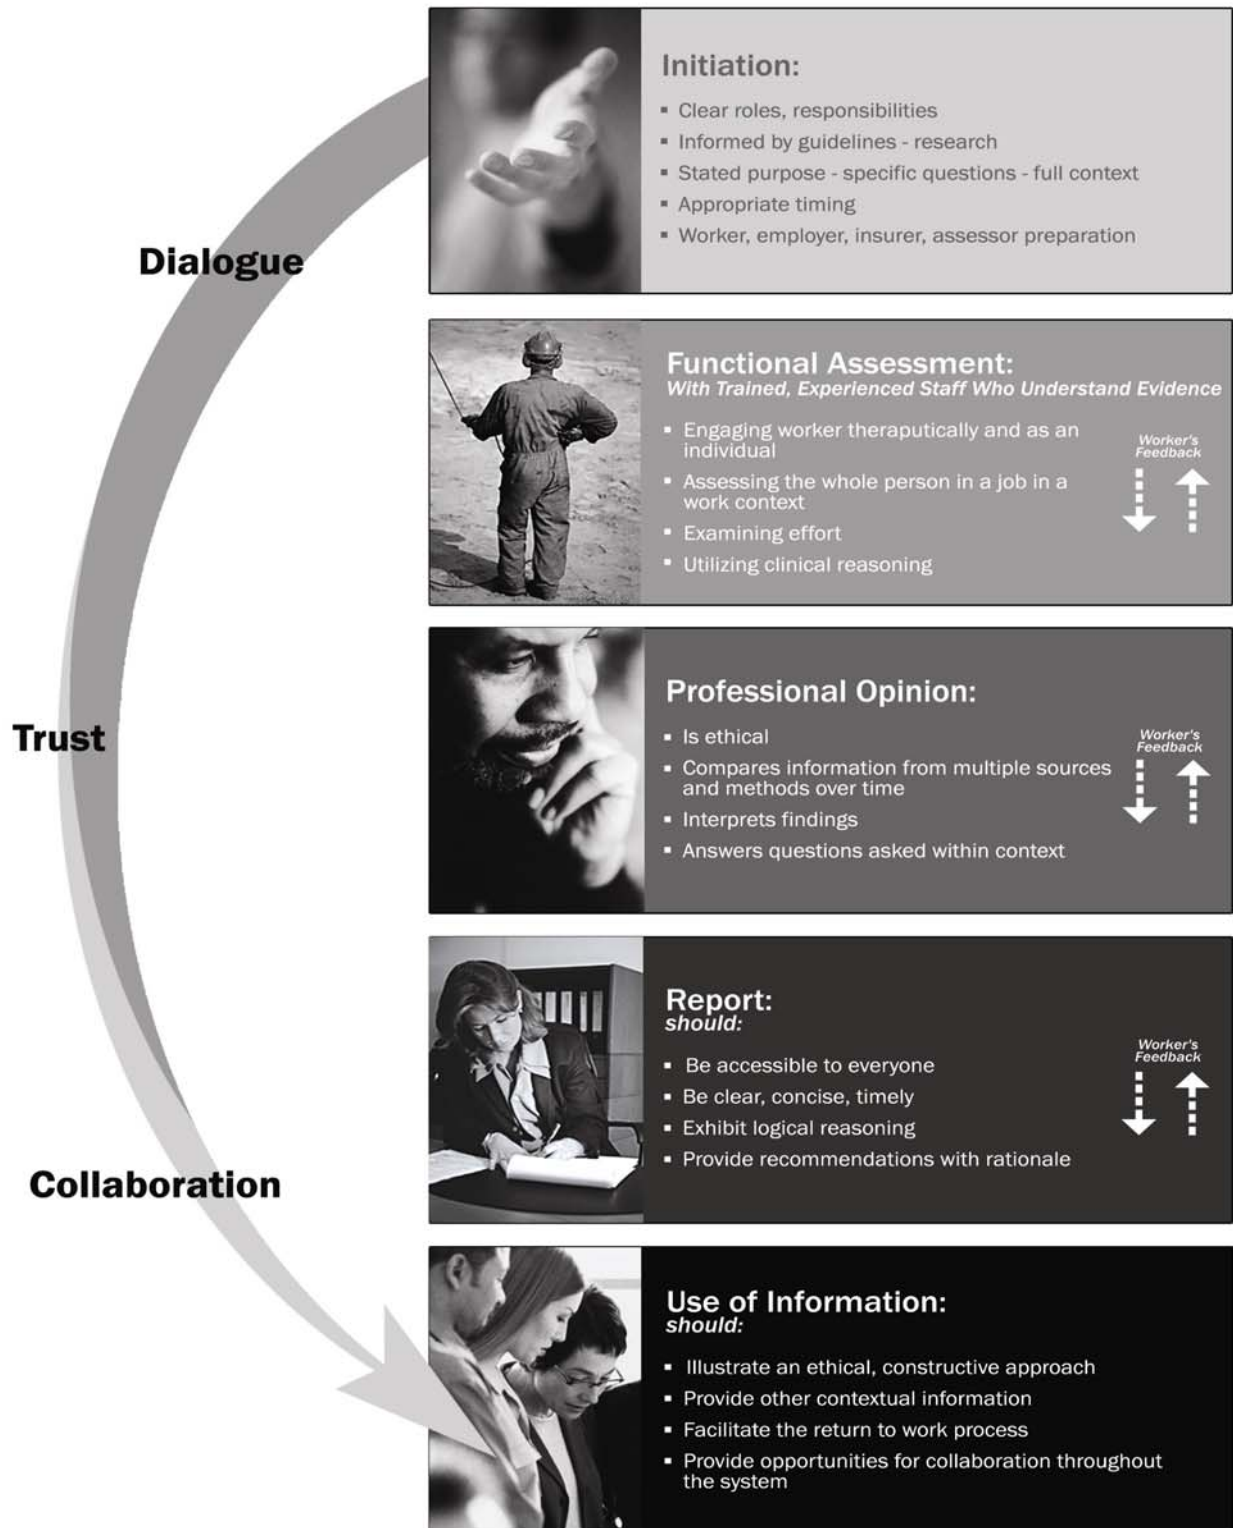 Initiation:
▪ Clear roles, responsibilities
▪ Informed by guidelines - research
▪ Stated purpose - specific questions - full context
▪ Appropriate timing
▪ Worker, employer, insurer, assessor preparation
Dialogue
Functional Assessment:
With Trained, Experienced Staff Who Understand Evidence
▪ Engaging worker theraputically and as an
individual
▪ Assessing the whole person in a job in a
work context
▪ Examining effort
▪ Utilizing clinical reasoning
Worker's
Feedback
Trust
Professional Opinion:
▪ Is ethical
▪ Compares information from multiple sources
and methods over time
▪ Interprets findings
▪ Answers questions asked within context
Worker's
Feedback
Report:
should:
▪ Be accessible to everyone
▪ Be clear, concise, timely
▪ Exhibit logical reasoning
▪ Provide recommendations with rationale
Worker's
Feedback
Collaboration
Use of Information:
should:
▪ Illustrate an ethical, constructive approach
▪ Provide other contextual information
▪ Facilitate the return to work process
▪ Provide opportunities for collaboration throughout
the system